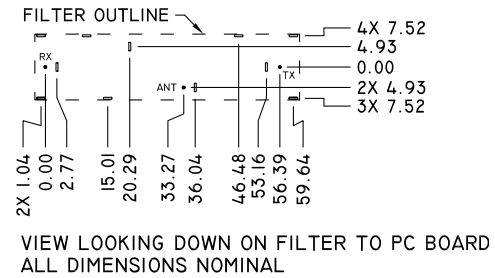 FILTER OUTLINE
4X 7.52
4.93
RX
0.00
TX
ANT
2X 4.93
3X 7.52
2X 1.04
0.00
2.77
15.01
20.29
33.27
36.04
46.48
53.16
56.39
59.64
VIEW LOOKING DOWN ON FILTER TO PC BOARD
ALL DIMENSIONS NOMINAL